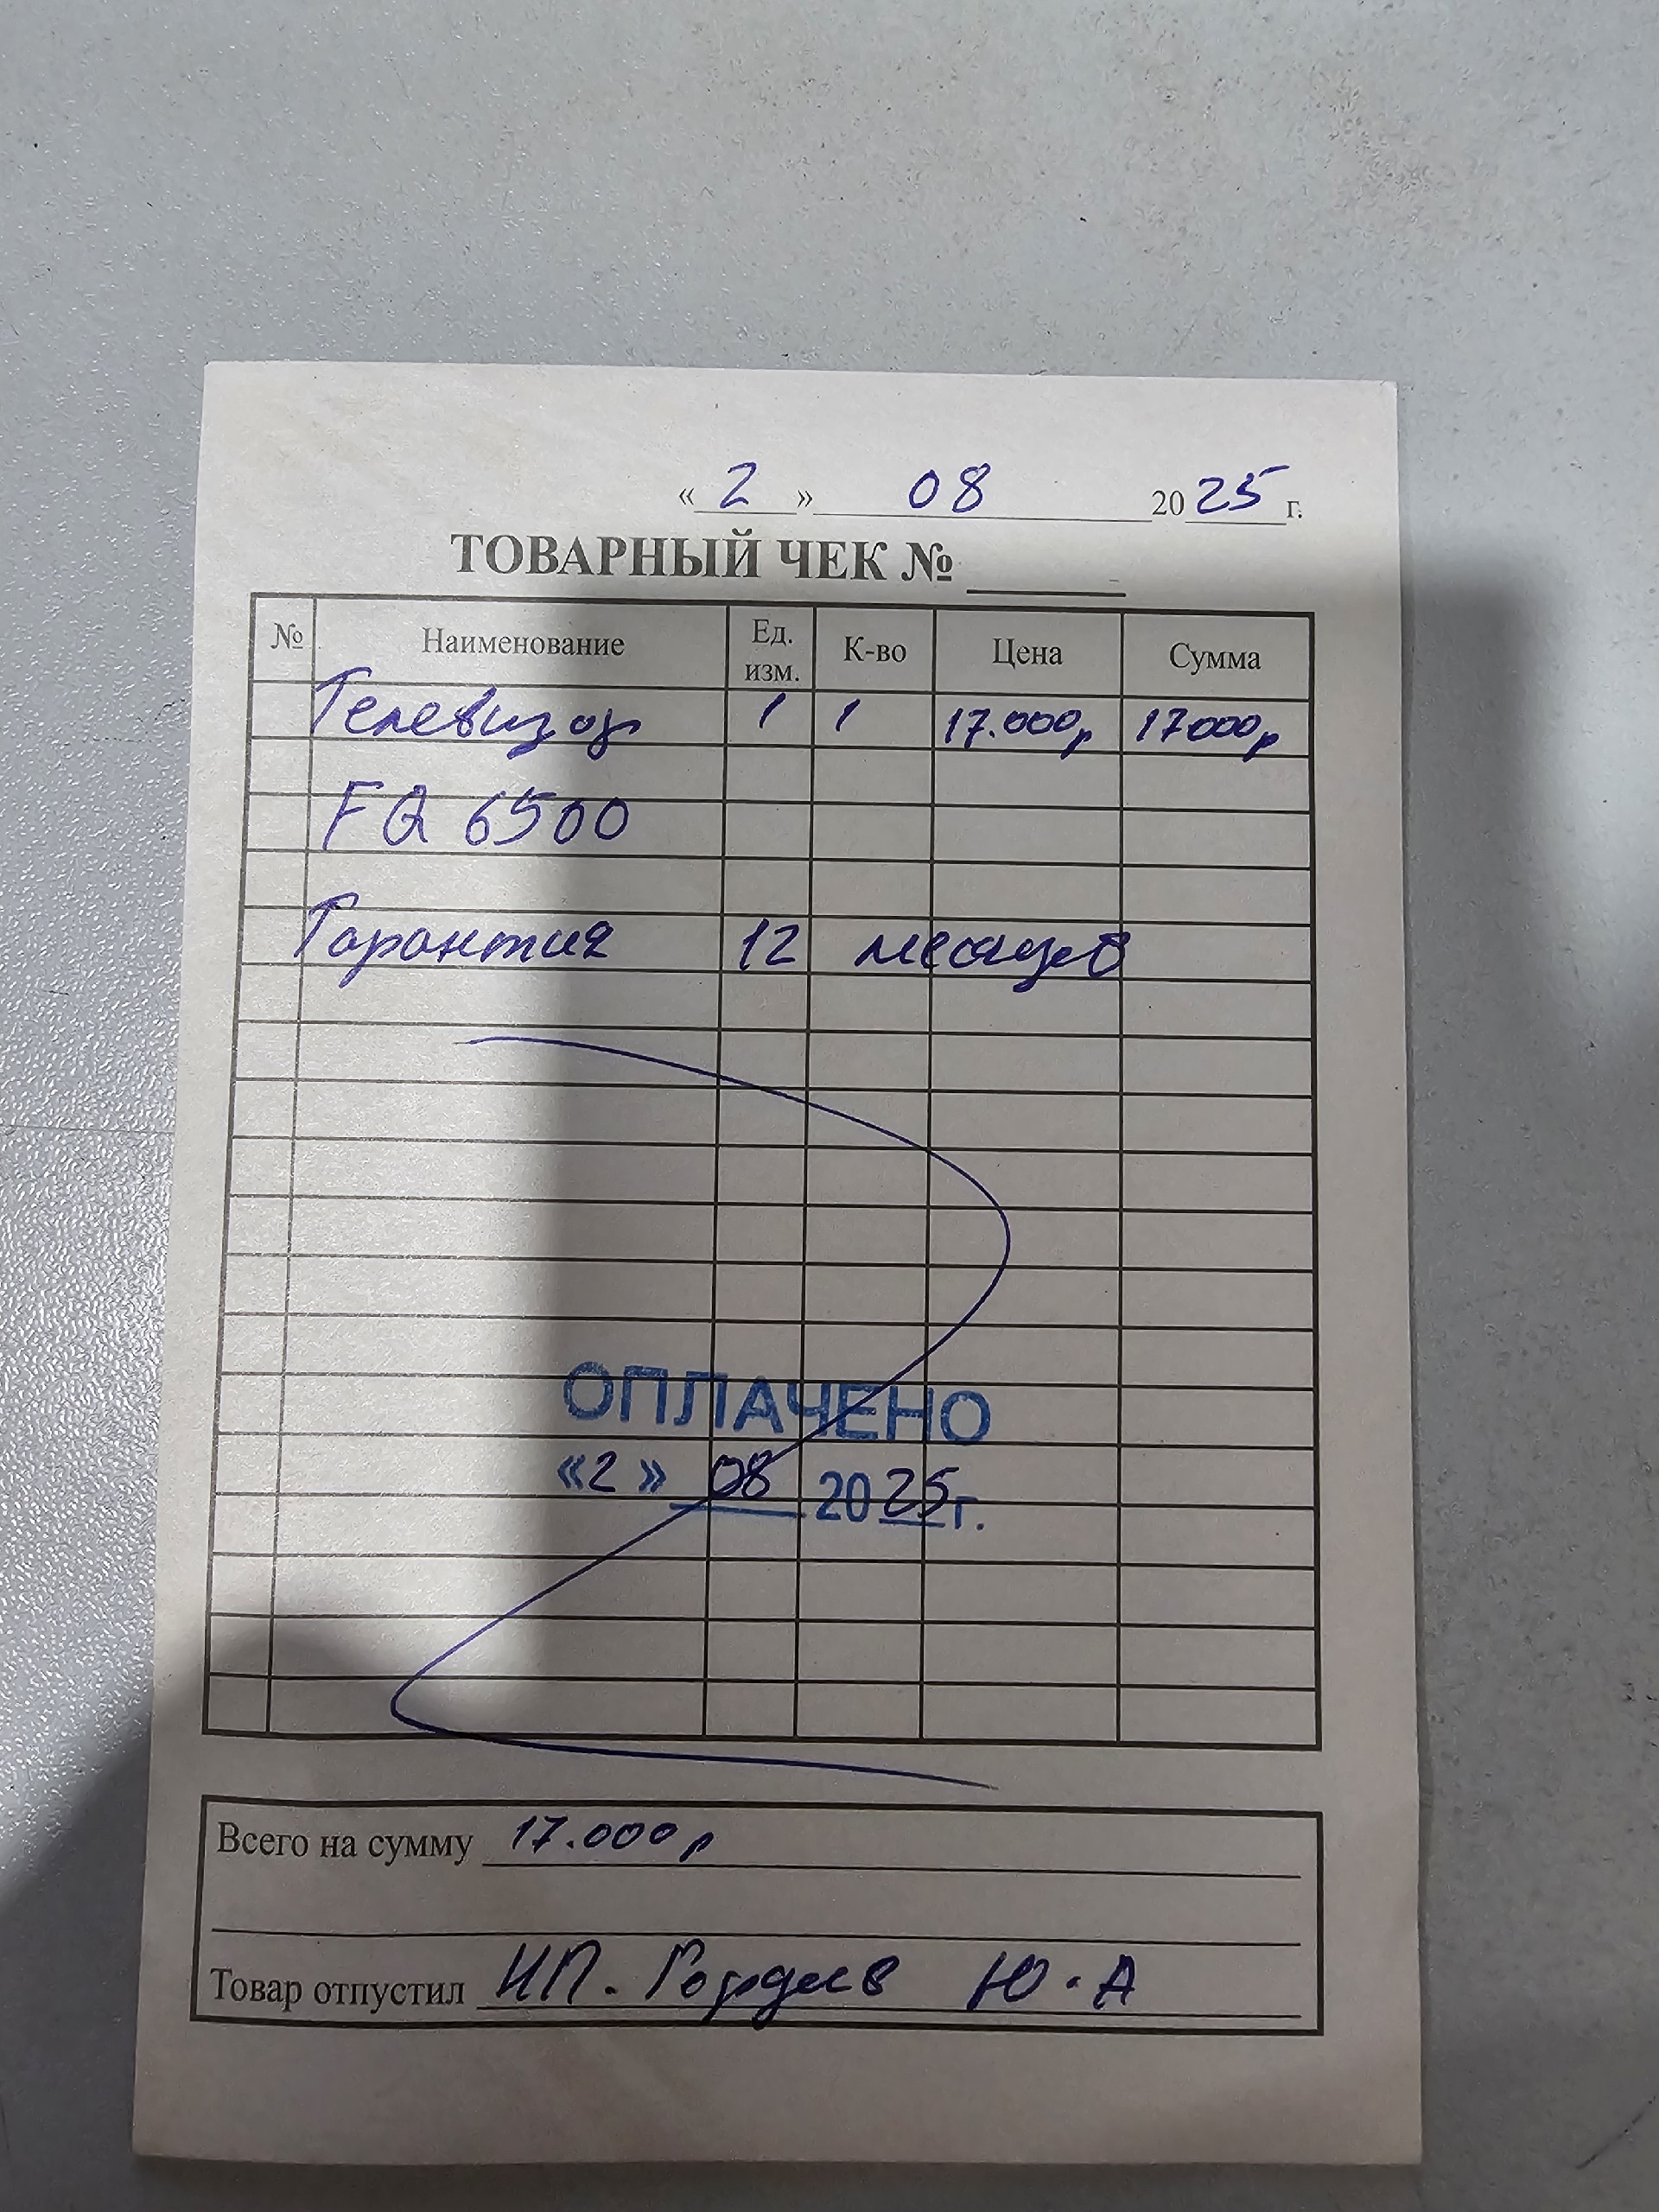 « 2 » 08 2025 г.
ТОВАРНЫЙ ЧЕК №
№ Наименование Ед. изм. К-во Цена Сумма
Телевизор 1 1 17.000р 17000р
FQ 6500
Гарантия 12 месяцев
ОПЛАЧЕНО
«2» 08 2025г.
Всего на сумму 17.000р
Товар отпустил ИП. Гордеев Ю.А